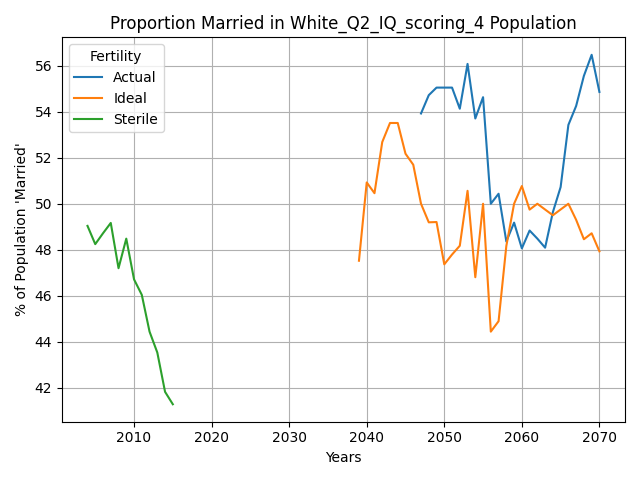 Proportion Married in White_Q2_IQ_scoring_4 Population
Fertility
Actual
Ideal
Sterile
% of Population 'Married'
56
54
52
50
48
46
44
42
2010 2020 2030 2040 2050 2060 2070
Years